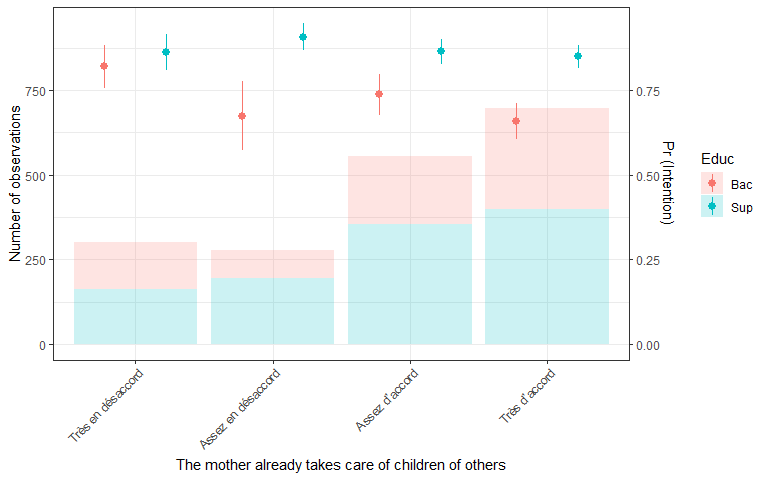 Number of observations
750
500
250
0
0.75
0.50
0.25
0.00
Pr (Intention)
Educ
Bac
Sup
Très en désaccord
Assez en désaccord
Assez d'accord
Très d'accord
The mother already takes care of children of others